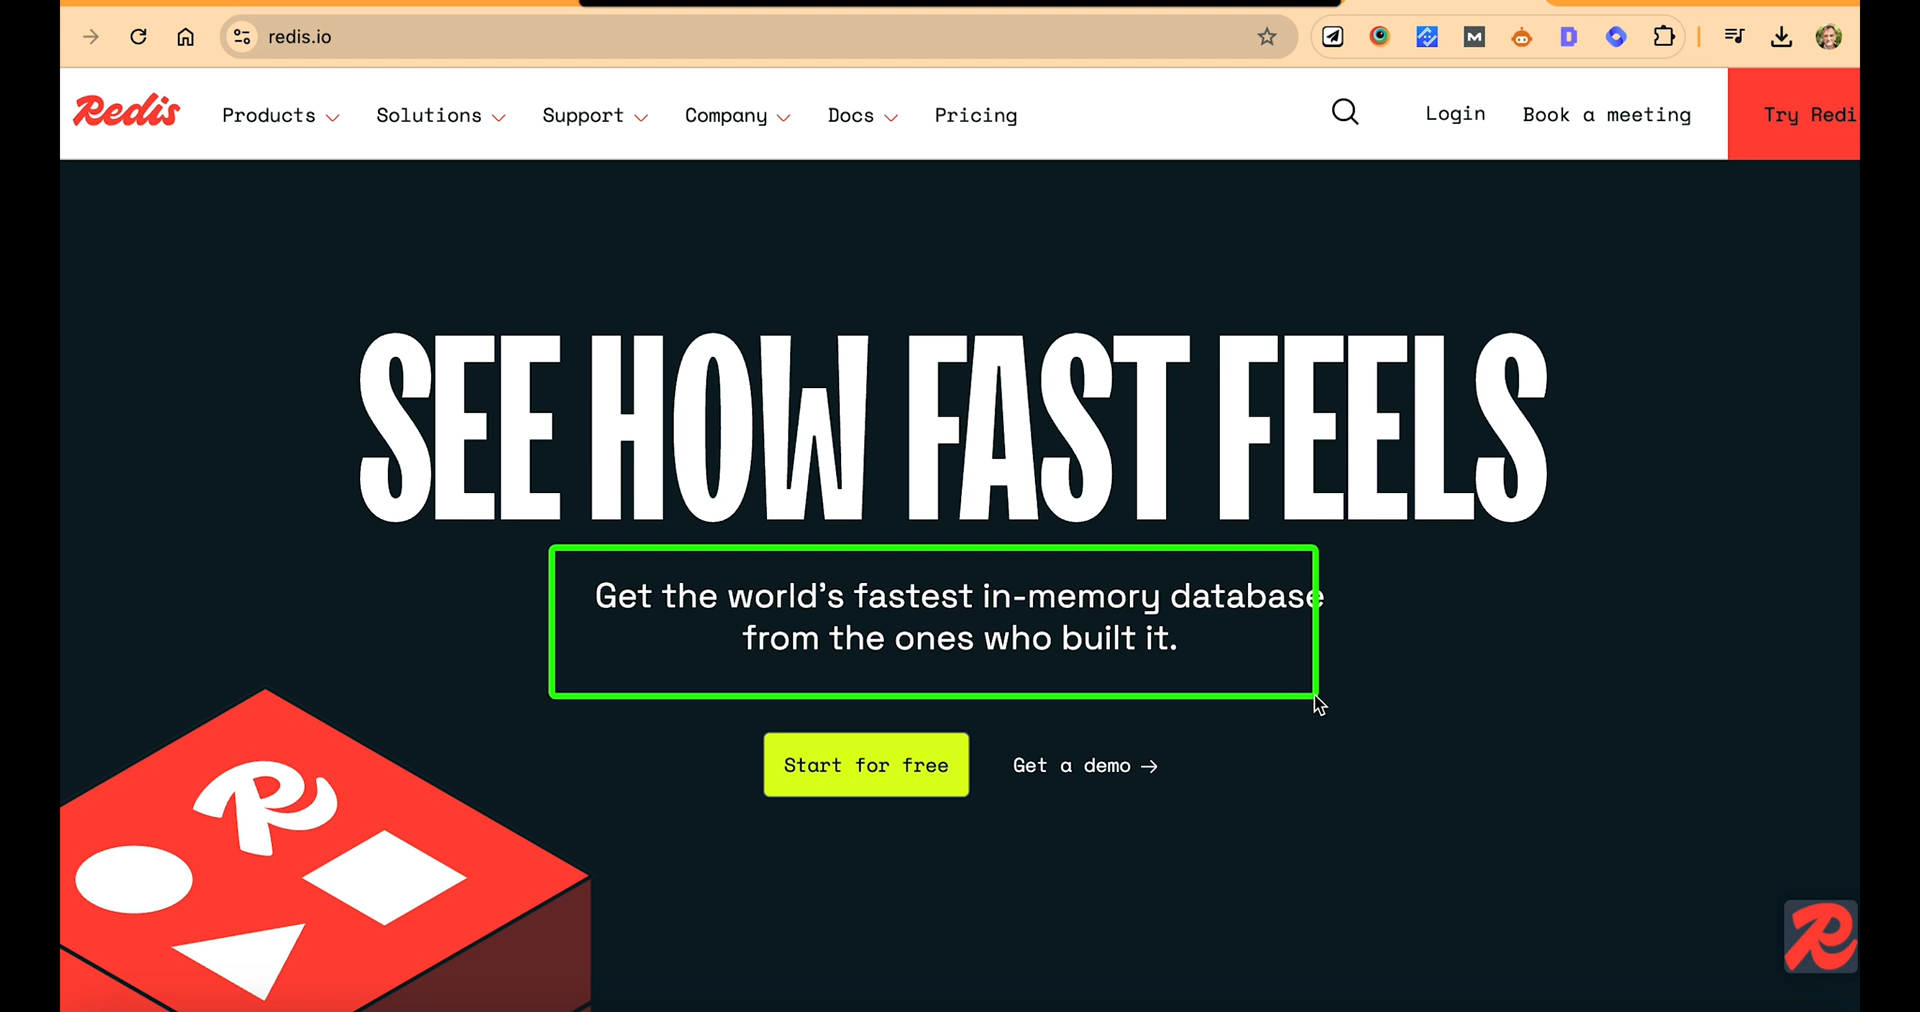 redis.io
Redis
Products
Solutions
Support
Company
Docs
Pricing
Login
Book a meeting
Try Redi
SEE HOW FAST FEELS
Get the world's fastest in-memory database
from the ones who built it.
Start for free
Get a demo →